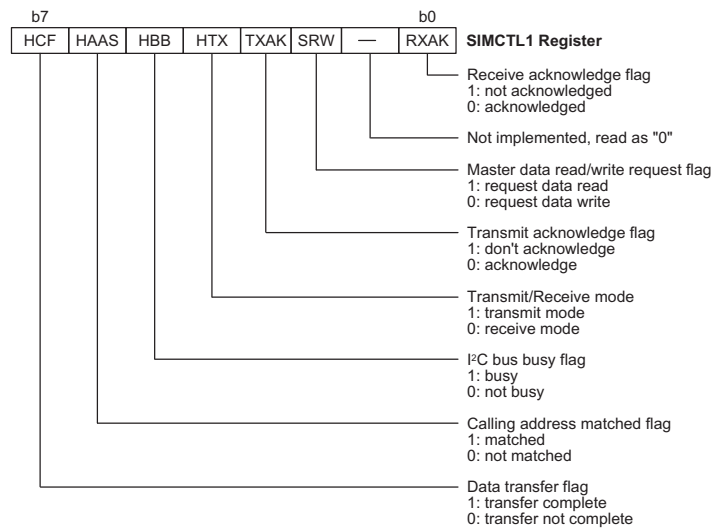 b7 b0
HCF HAAS HBB HTX TXAK SRW — RXAK SIMCTL1 Register
Receive acknowledge flag
1: not acknowledged
0: acknowledged
Not implemented, read as "0"
Master data read/write request flag
1: request data read
0: request data write
Transmit acknowledge flag
1: don't acknowledge
0: acknowledge
Transmit/Receive mode
1: transmit mode
0: receive mode
I²C bus busy flag
1: busy
0: not busy
Calling address matched flag
1: matched
0: not matched
Data transfer flag
1: transfer complete
0: transfer not complete